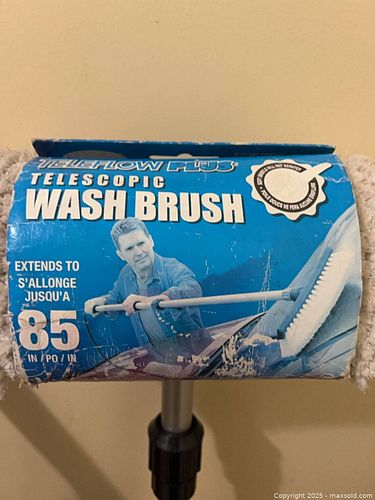 TELEFLOW PLUS
TELESCOPIC
WASH BRUSH
EXTENDS TO
S'ALLONGE
JUSQU'A
85
IN / PO / IN
Copyright © 2025 - maxsold.com